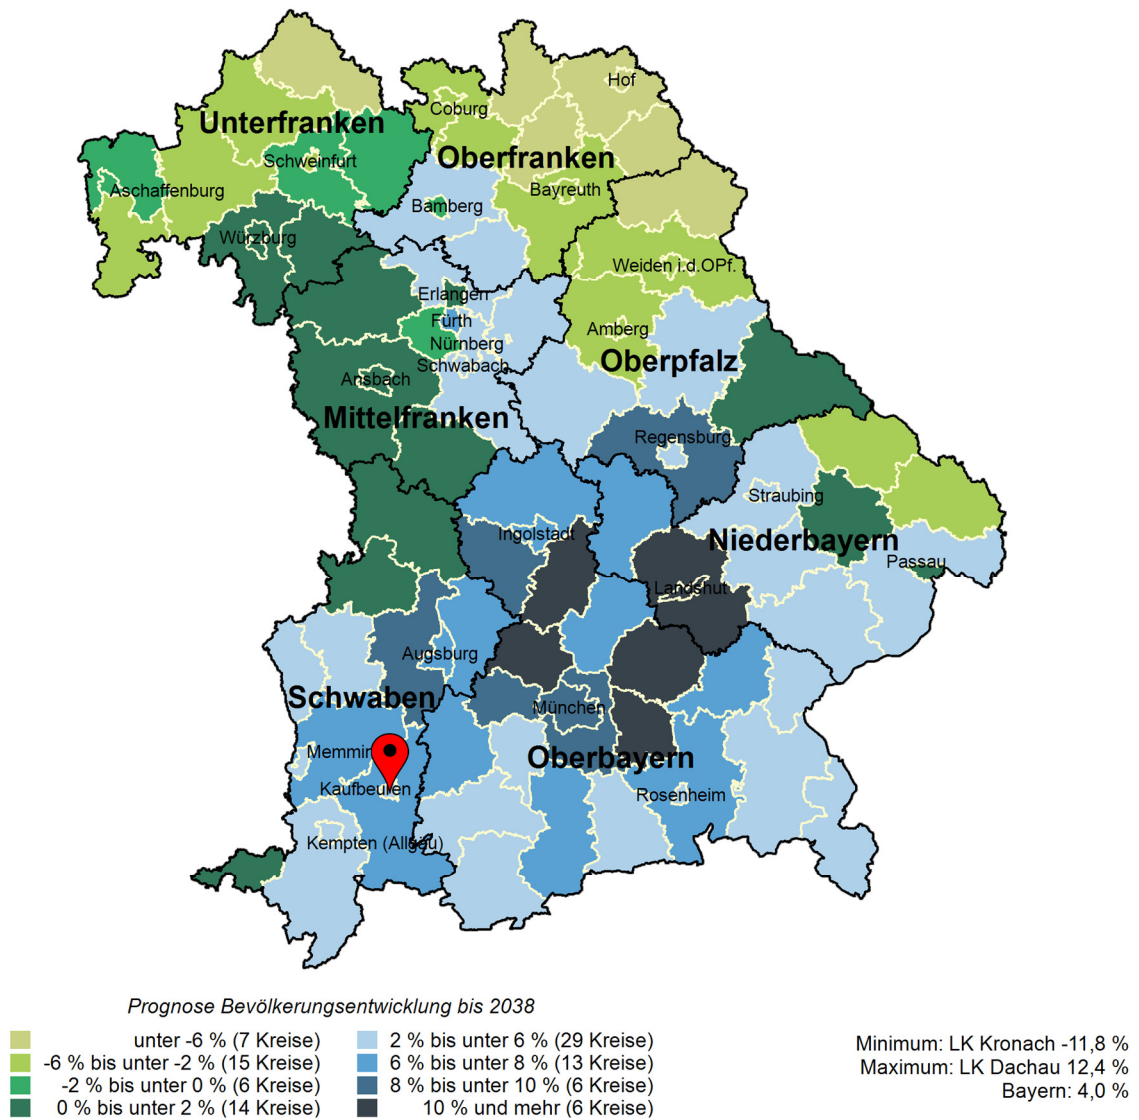 Hof
Coburg
Unterfranken
Oberfranken
Schweinfurt
Aschaffenburg
Bayreuth
Bamberg
Würzburg
Weiden i.d.OPf.
Erlangen
Fürth
Amberg
Nürnberg
Oberpfalz
Schwabach
Ansbach
Mittelfranken
Regensburg
Straubing
Ingolstadt
Niederbayern
Passau
Landshut
Augsburg
Schwaben
München
Memmin
Oberbayern
Kaufbeuren
Rosenheim
Kempten (Allgäu)
Prognose Bevölkerungsentwicklung bis 2038
unter -6 % (7 Kreise)
-6 % bis unter -2 % (15 Kreise)
-2 % bis unter 0 % (6 Kreise)
0 % bis unter 2 % (14 Kreise)
2 % bis unter 6 % (29 Kreise)
6 % bis unter 8 % (13 Kreise)
8 % bis unter 10 % (6 Kreise)
10 % und mehr (6 Kreise)
Minimum: LK Kronach -11,8 %
Maximum: LK Dachau 12,4 %
Bayern: 4,0 %